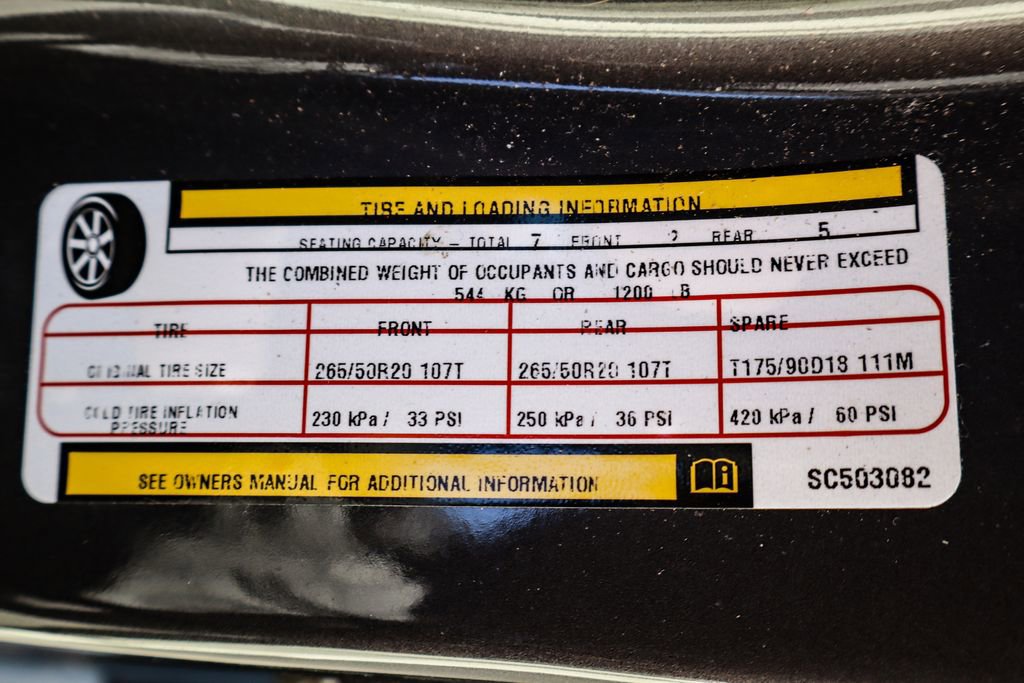 TIRE AND LOADING INFORMATION
SEATING CAPACITY – TOTAL 7 FRONT 2 REAR 5
THE COMBINED WEIGHT OF OCCUPANTS AND CARGO SHOULD NEVER EXCEED
544 KG OR 1200 LB
TIRE FRONT REAR SPARE
ORIGINAL TIRE SIZE 265/50R20 107T 265/50R20 107T T175/90D18 111M
COLD TIRE INFLATION
PRESSURE 230 kPa / 33 PSI 250 kPa / 36 PSI 420 kPa / 60 PSI
SEE OWNERS MANUAL FOR ADDITIONAL INFORMATION
SC503082